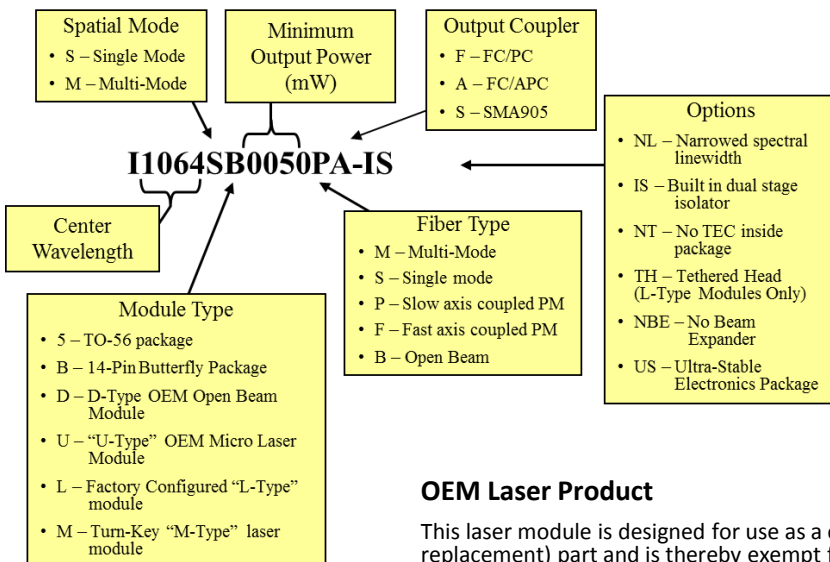 Spatial Mode
• S – Single Mode
• M – Multi-Mode
Minimum
Output Power
(mW)
Output Coupler
• F – FC/PC
• A – FC/APC
• S – SMA905
Options
• NL – Narrowed spectral
linewidth
• IS – Built in dual stage
isolator
• NT – No TEC inside
package
• TH – Tethered Head
(L-Type Modules Only)
• NBE – No Beam
Expander
• US – Ultra-Stable
Electronics Package
I1064SB0050PA-IS
Center
Wavelength
Fiber Type
• M – Multi-Mode
• S – Single mode
• P – Slow axis coupled PM
• F – Fast axis coupled PM
• B – Open Beam
Module Type
• 5 – TO-56 package
• B – 14-Pin Butterfly Package
• D – D-Type OEM Open Beam
Module
• U – “U-Type” OEM Micro Laser
Module
• L – Factory Configured “L-Type”
module
• M – Turn-Key “M-Type” laser
module
OEM Laser Product
This laser module is designed for use as a
replacement) part and is thereby exempt